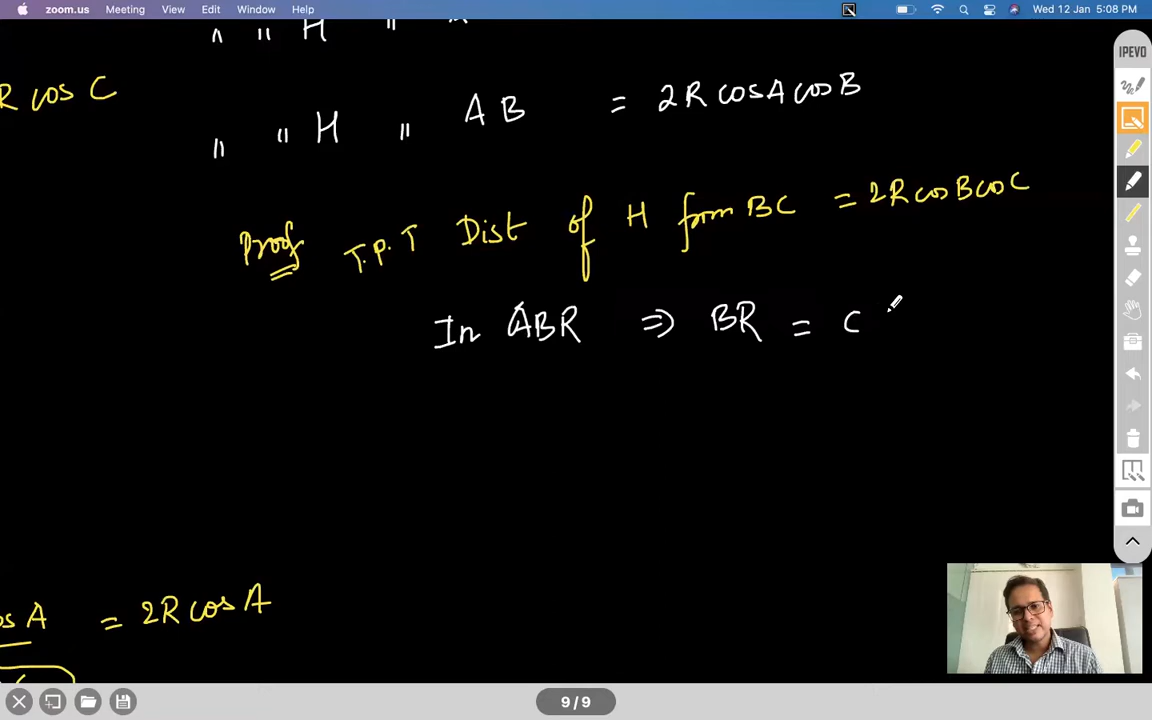 zoom.us Meeting View Edit Window Help Wed 12 Jan 5:08 PM
IPEVO
" " H "
R cos C
" " H " AB = 2R cosA cosB
Proof T.P.T Dist of H from BC = 2R cosB cosC
In ABR ⇒ BR = C
os A = 2R cos A
9/9